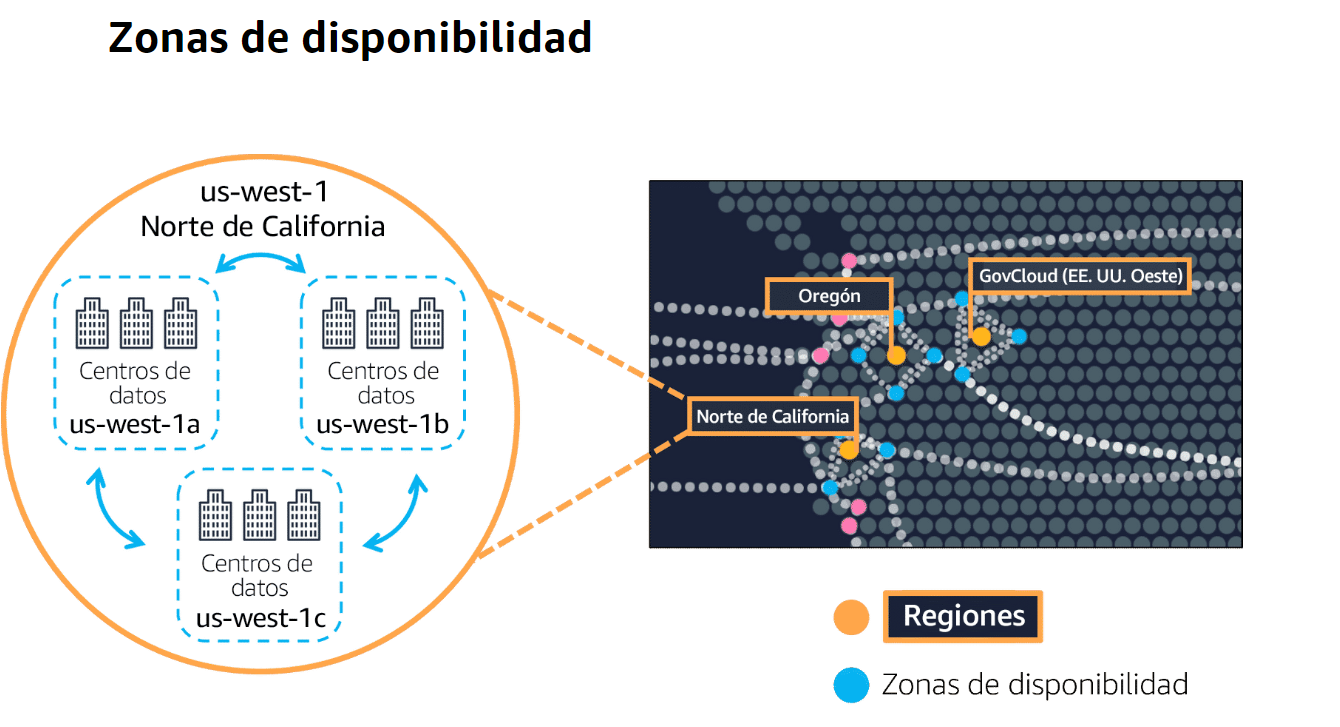 Zonas de disponibilidad
us-west-1
Norte de California
Centros de
datos
us-west-1a
Centros de
datos
us-west-1b
Centros de
datos
us-west-1c
Oregón
GovCloud (EE. UU. Oeste)
Norte de California
Regiones
Zonas de disponibilidad